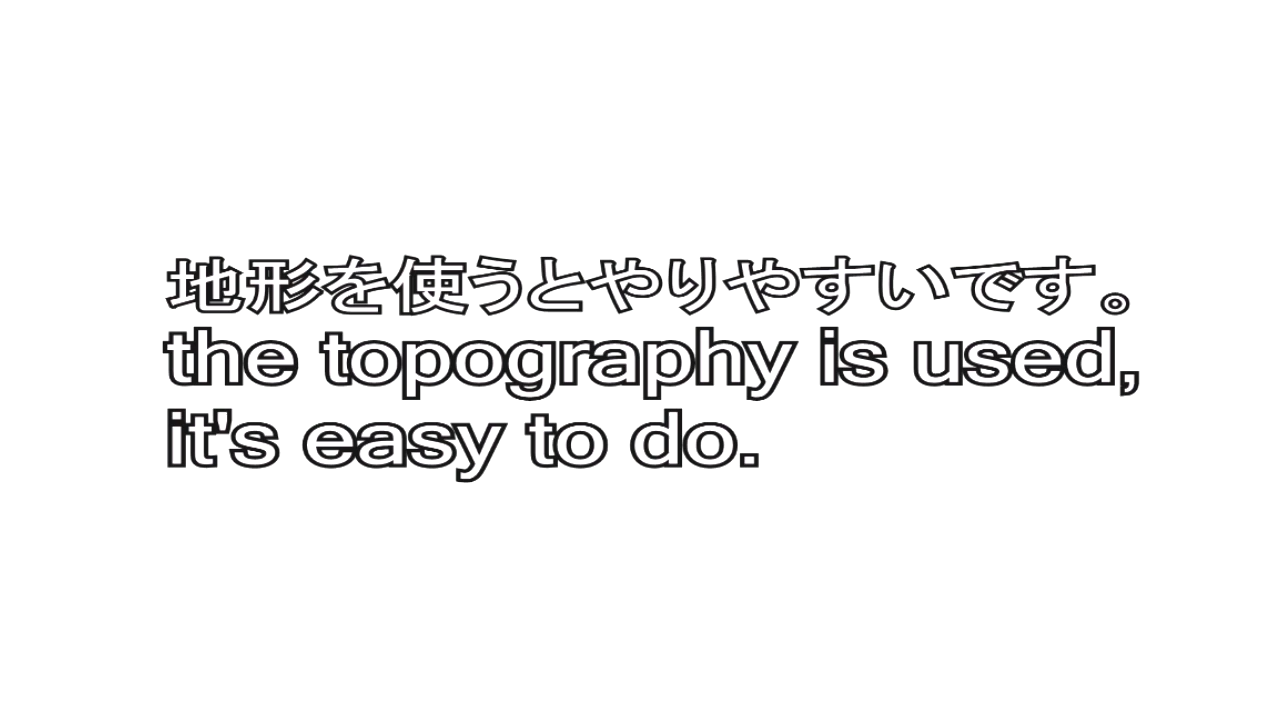 地形を使うとやりやすいです。
the topography is used,
it's easy to do.